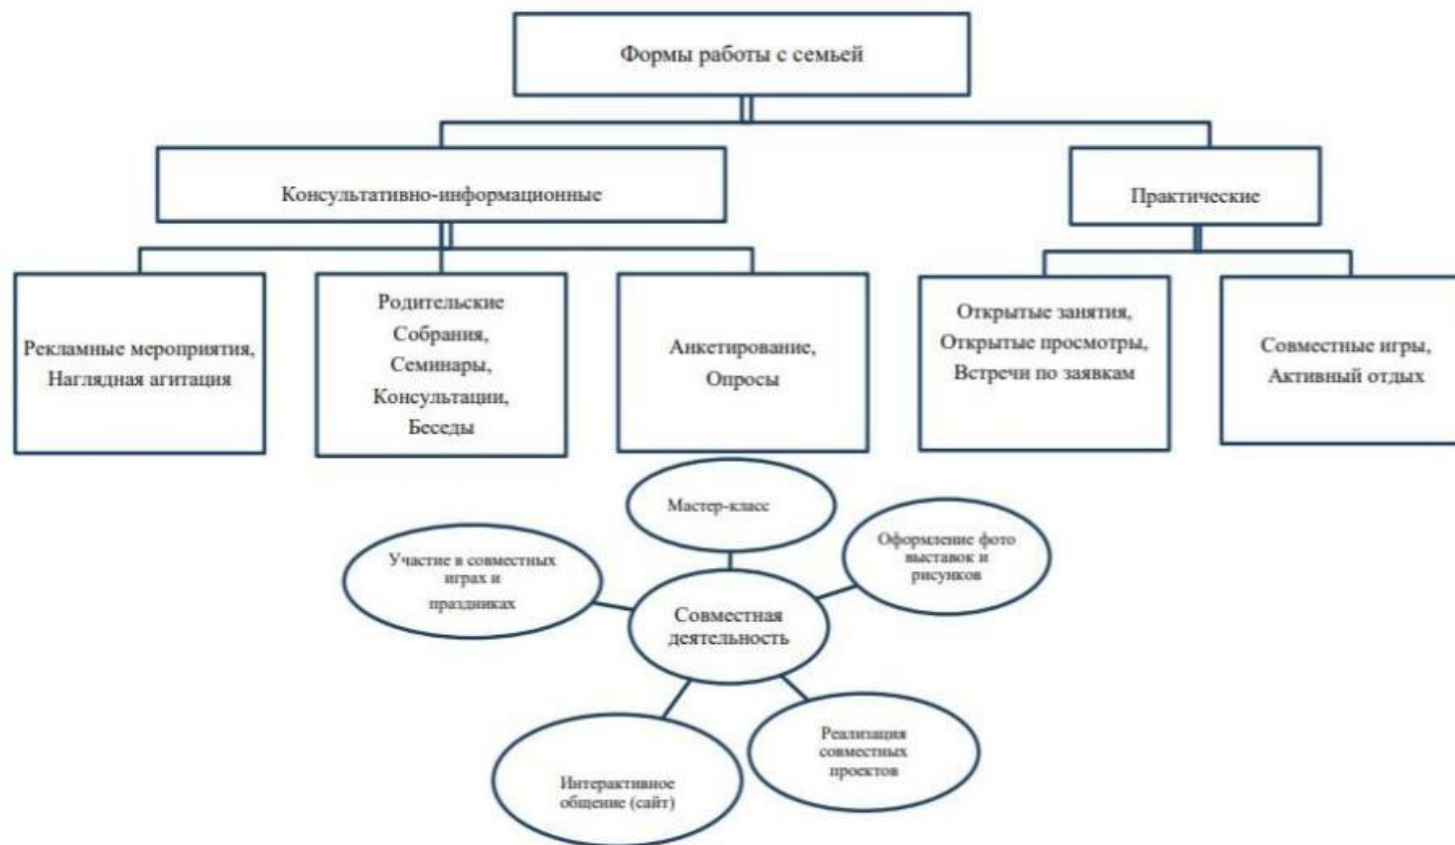 Формы работы с семьей
Консультативно-информационные
Практические
Рекламные мероприятия,
Наглядная агитация
Родительские
Собрания,
Семинары,
Консультации,
Беседы
Анкетирование,
Опросы
Открытые занятия,
Открытые просмотры,
Встречи по заявкам
Совместные игры,
Активный отдых
Мастер-класс
Участие в совместных
играх и
праздниках
Оформление фото
выставок и
рисунков
Совместная
деятельность
Интерактивное
общение (сайт)
Реализация
совместных
проектов